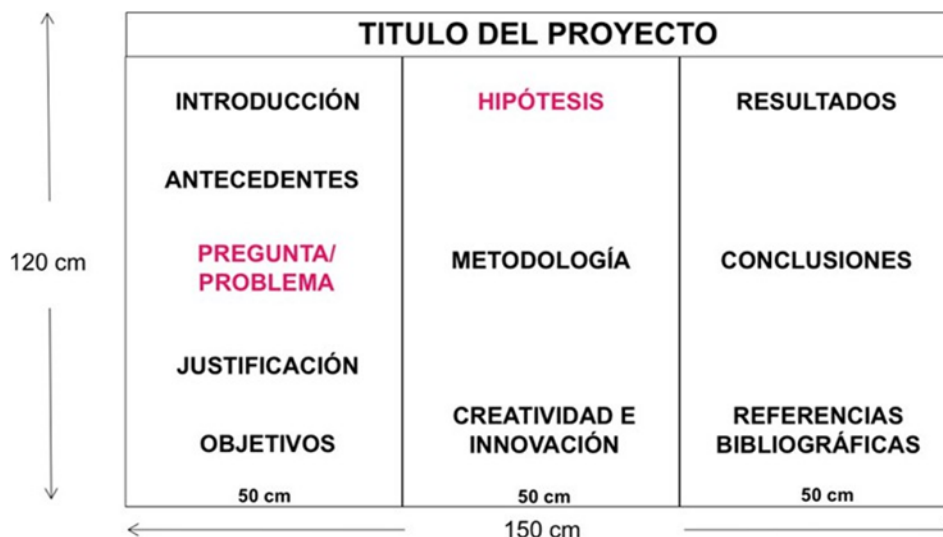 TITULO DEL PROYECTO
INTRODUCCIÓN
ANTECEDENTES
PREGUNTA/
PROBLEMA
JUSTIFICACIÓN
OBJETIVOS
50 cm
HIPÓTESIS
METODOLOGÍA
CREATIVIDAD E
INNOVACIÓN
50 cm
RESULTADOS
CONCLUSIONES
REFERENCIAS
BIBLIOGRÁFICAS
50 cm
120 cm
150 cm